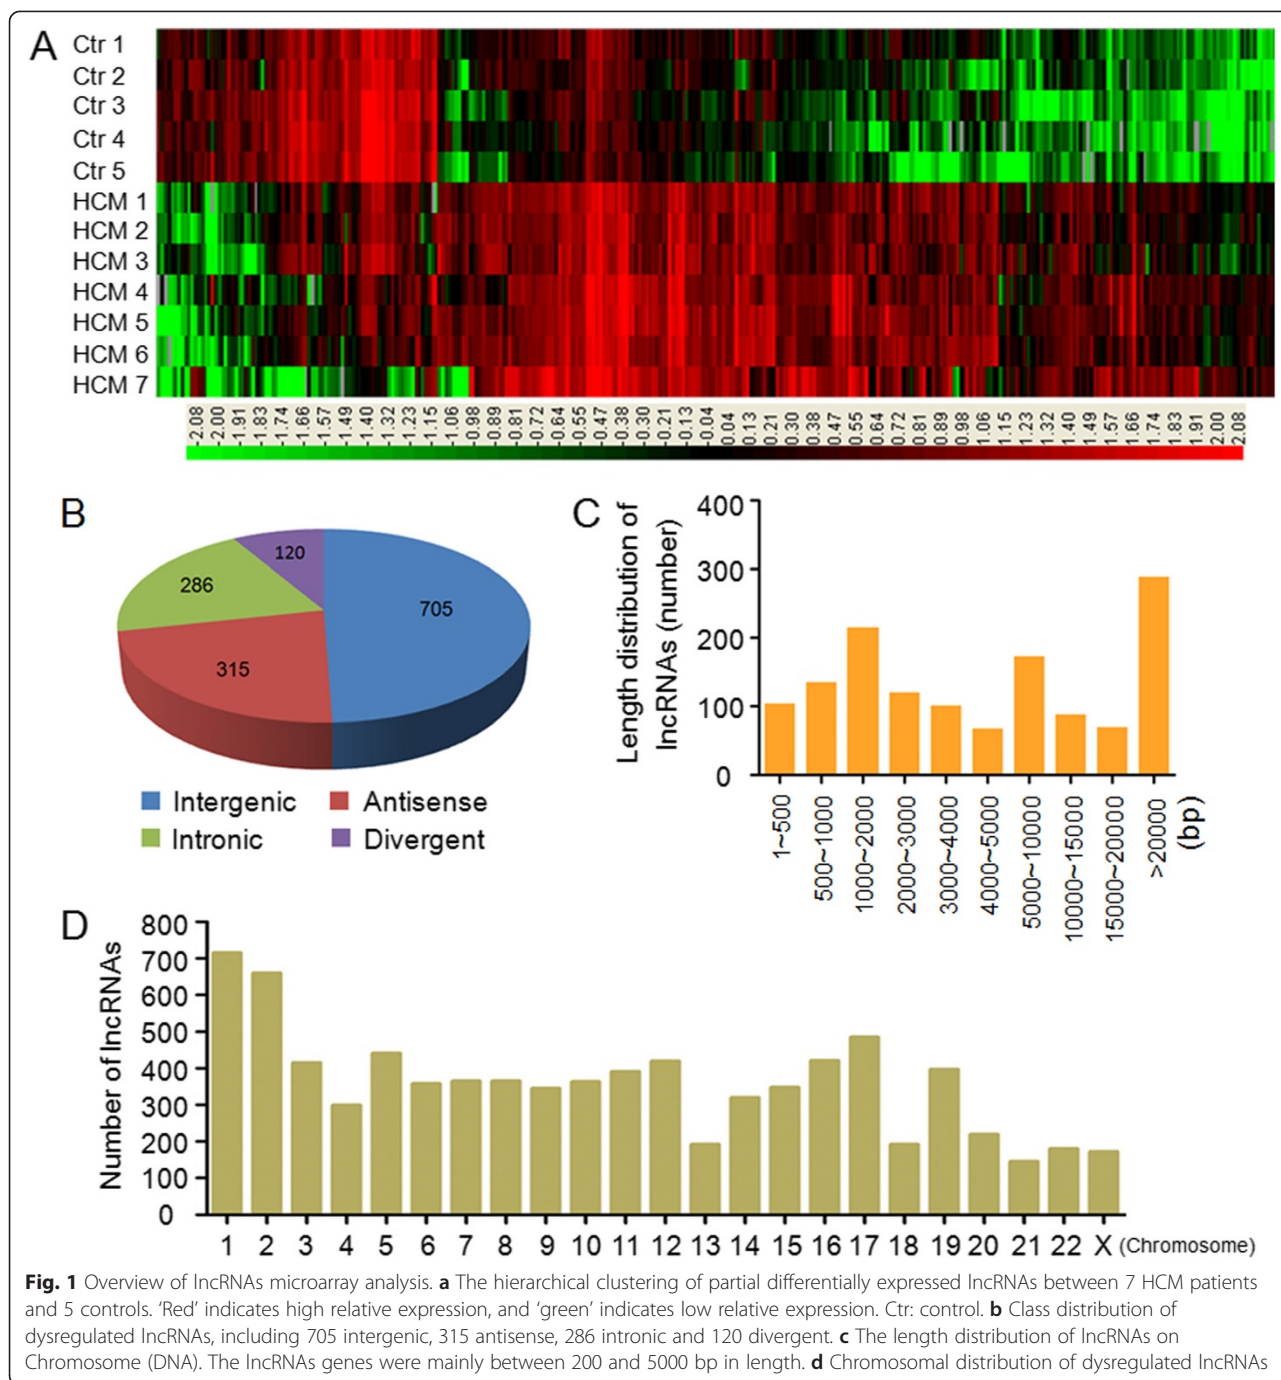 A
Ctr 1
Ctr 2
Ctr 3
Ctr 4
Ctr 5
HCM 1
HCM 2
HCM 3
HCM 4
HCM 5
HCM 6
HCM 7
-2.08 -2.00 -1.91 -1.83 -1.74 -1.66 -1.57 -1.49 -1.40 -1.32 -1.23 -1.15 -1.06 -0.98 -0.89 -0.81 -0.72 -0.64 -0.55 -0.47 -0.38 -0.30 -0.21 -0.13 -0.04 0.04 0.13 0.21 0.30 0.38 0.47 0.55 0.64 0.72 0.81 0.89 0.98 1.06 1.15 1.23 1.32 1.40 1.49 1.57 1.66 1.74 1.83 1.91 2.00 2.08
B
120
286
705
315
Intergenic Antisense
Intronic Divergent
C
Length distribution of
lncRNAs (number)
400
300
200
100
0
1~500 500~1000 1000~2000 2000~3000 3000~4000 4000~5000 5000~10000 10000~15000 15000~20000 >20000
(bp)
D
Number of lncRNAs
800
700
600
500
400
300
200
100
0
1 2 3 4 5 6 7 8 9 10 11 12 13 14 15 16 17 18 19 20 21 22 X (Chromosome)
Fig. 1 Overview of lncRNAs microarray analysis. a The hierarchical clustering of partial differentially expressed lncRNAs between 7 HCM patients
and 5 controls. ‘Red’ indicates high relative expression, and ‘green’ indicates low relative expression. Ctr: control. b Class distribution of
dysregulated lncRNAs, including 705 intergenic, 315 antisense, 286 intronic and 120 divergent. c The length distribution of lncRNAs on
Chromosome (DNA). The lncRNAs genes were mainly between 200 and 5000 bp in length. d Chromosomal distribution of dysregulated lncRNAs